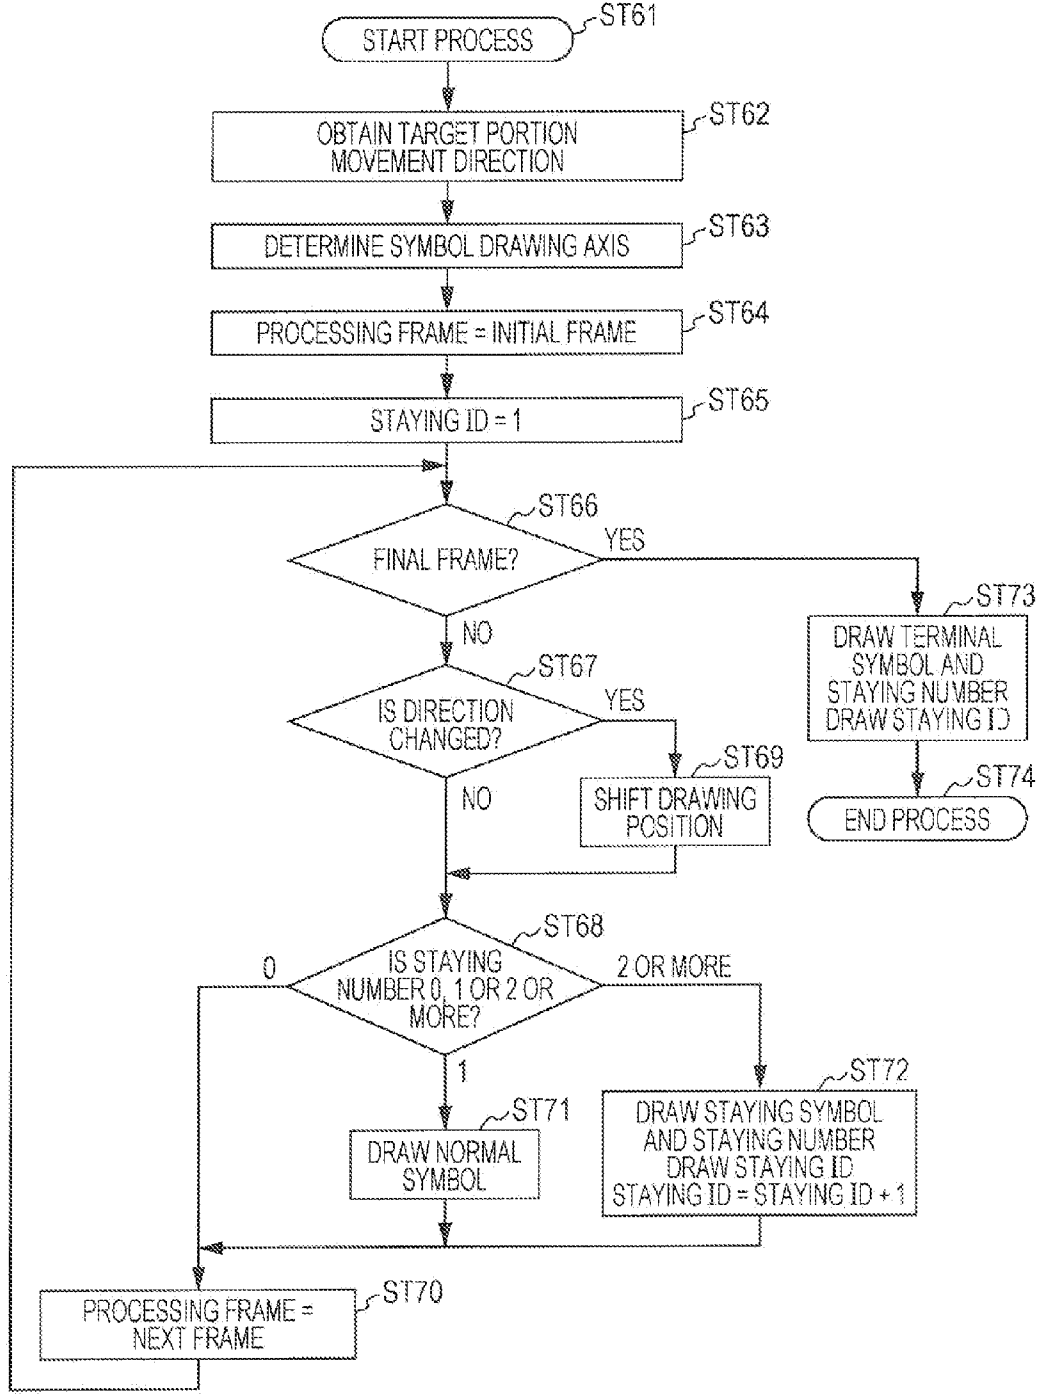 ST61
START PROCESS
ST62
OBTAIN TARGET PORTION
MOVEMENT DIRECTION
ST63
DETERMINE SYMBOL DRAWING AXIS
ST64
PROCESSING FRAME = INITIAL FRAME
ST65
STAYING ID = 1
ST66
FINAL FRAME?
YES
NO
ST73
DRAW TERMINAL
SYMBOL AND
STAYING NUMBER
DRAW STAYING ID
ST74
END PROCESS
ST67
IS DIRECTION
CHANGED?
YES
NO
ST69
SHIFT DRAWING
POSITION
ST68
IS STAYING
NUMBER 0, 1 OR 2 OR
MORE?
0
2 OR MORE
1
ST71
DRAW NORMAL
SYMBOL
ST72
DRAW STAYING SYMBOL
AND STAYING NUMBER
DRAW STAYING ID
STAYING ID = STAYING ID + 1
ST70
PROCESSING FRAME =
NEXT FRAME